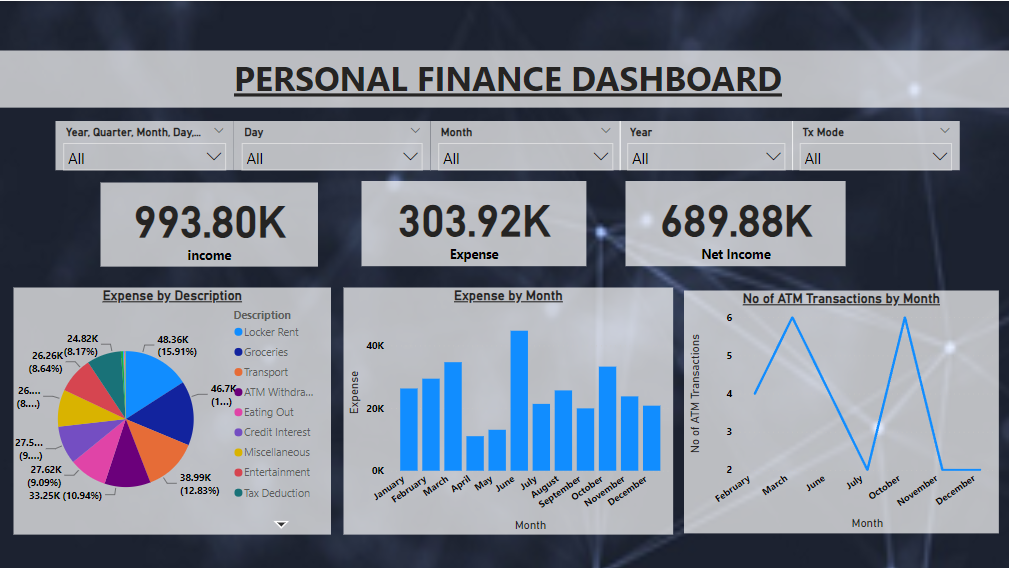 PERSONAL FINANCE DASHBOARD
Year, Quarter, Month, Day,...
All
Day
All
Month
All
Year
All
Tx Mode
All
993.80K
income
303.92K
Expense
689.88K
Net Income
Expense by Description
48.36K
(15.91%)
46.7K
(1...)
38.99K
(12.83%)
33.25K (10.94%)
27.62K
(9.09%)
27.5...
(9....)
26....
(8....)
26.26K
(8.64%)
24.82K
(8.17%)
Description
Locker Rent
Groceries
Transport
ATM Withdra...
Eating Out
Credit Interest
Miscellaneous
Entertainment
Tax Deduction
Expense by Month
Expense
40K
20K
0K
January
February
March
April
May
June
July
August
September
October
November
December
Month
No of ATM Transactions by Month
No of ATM Transactions
6
5
4
3
2
February
March
June
July
October
November
December
Month